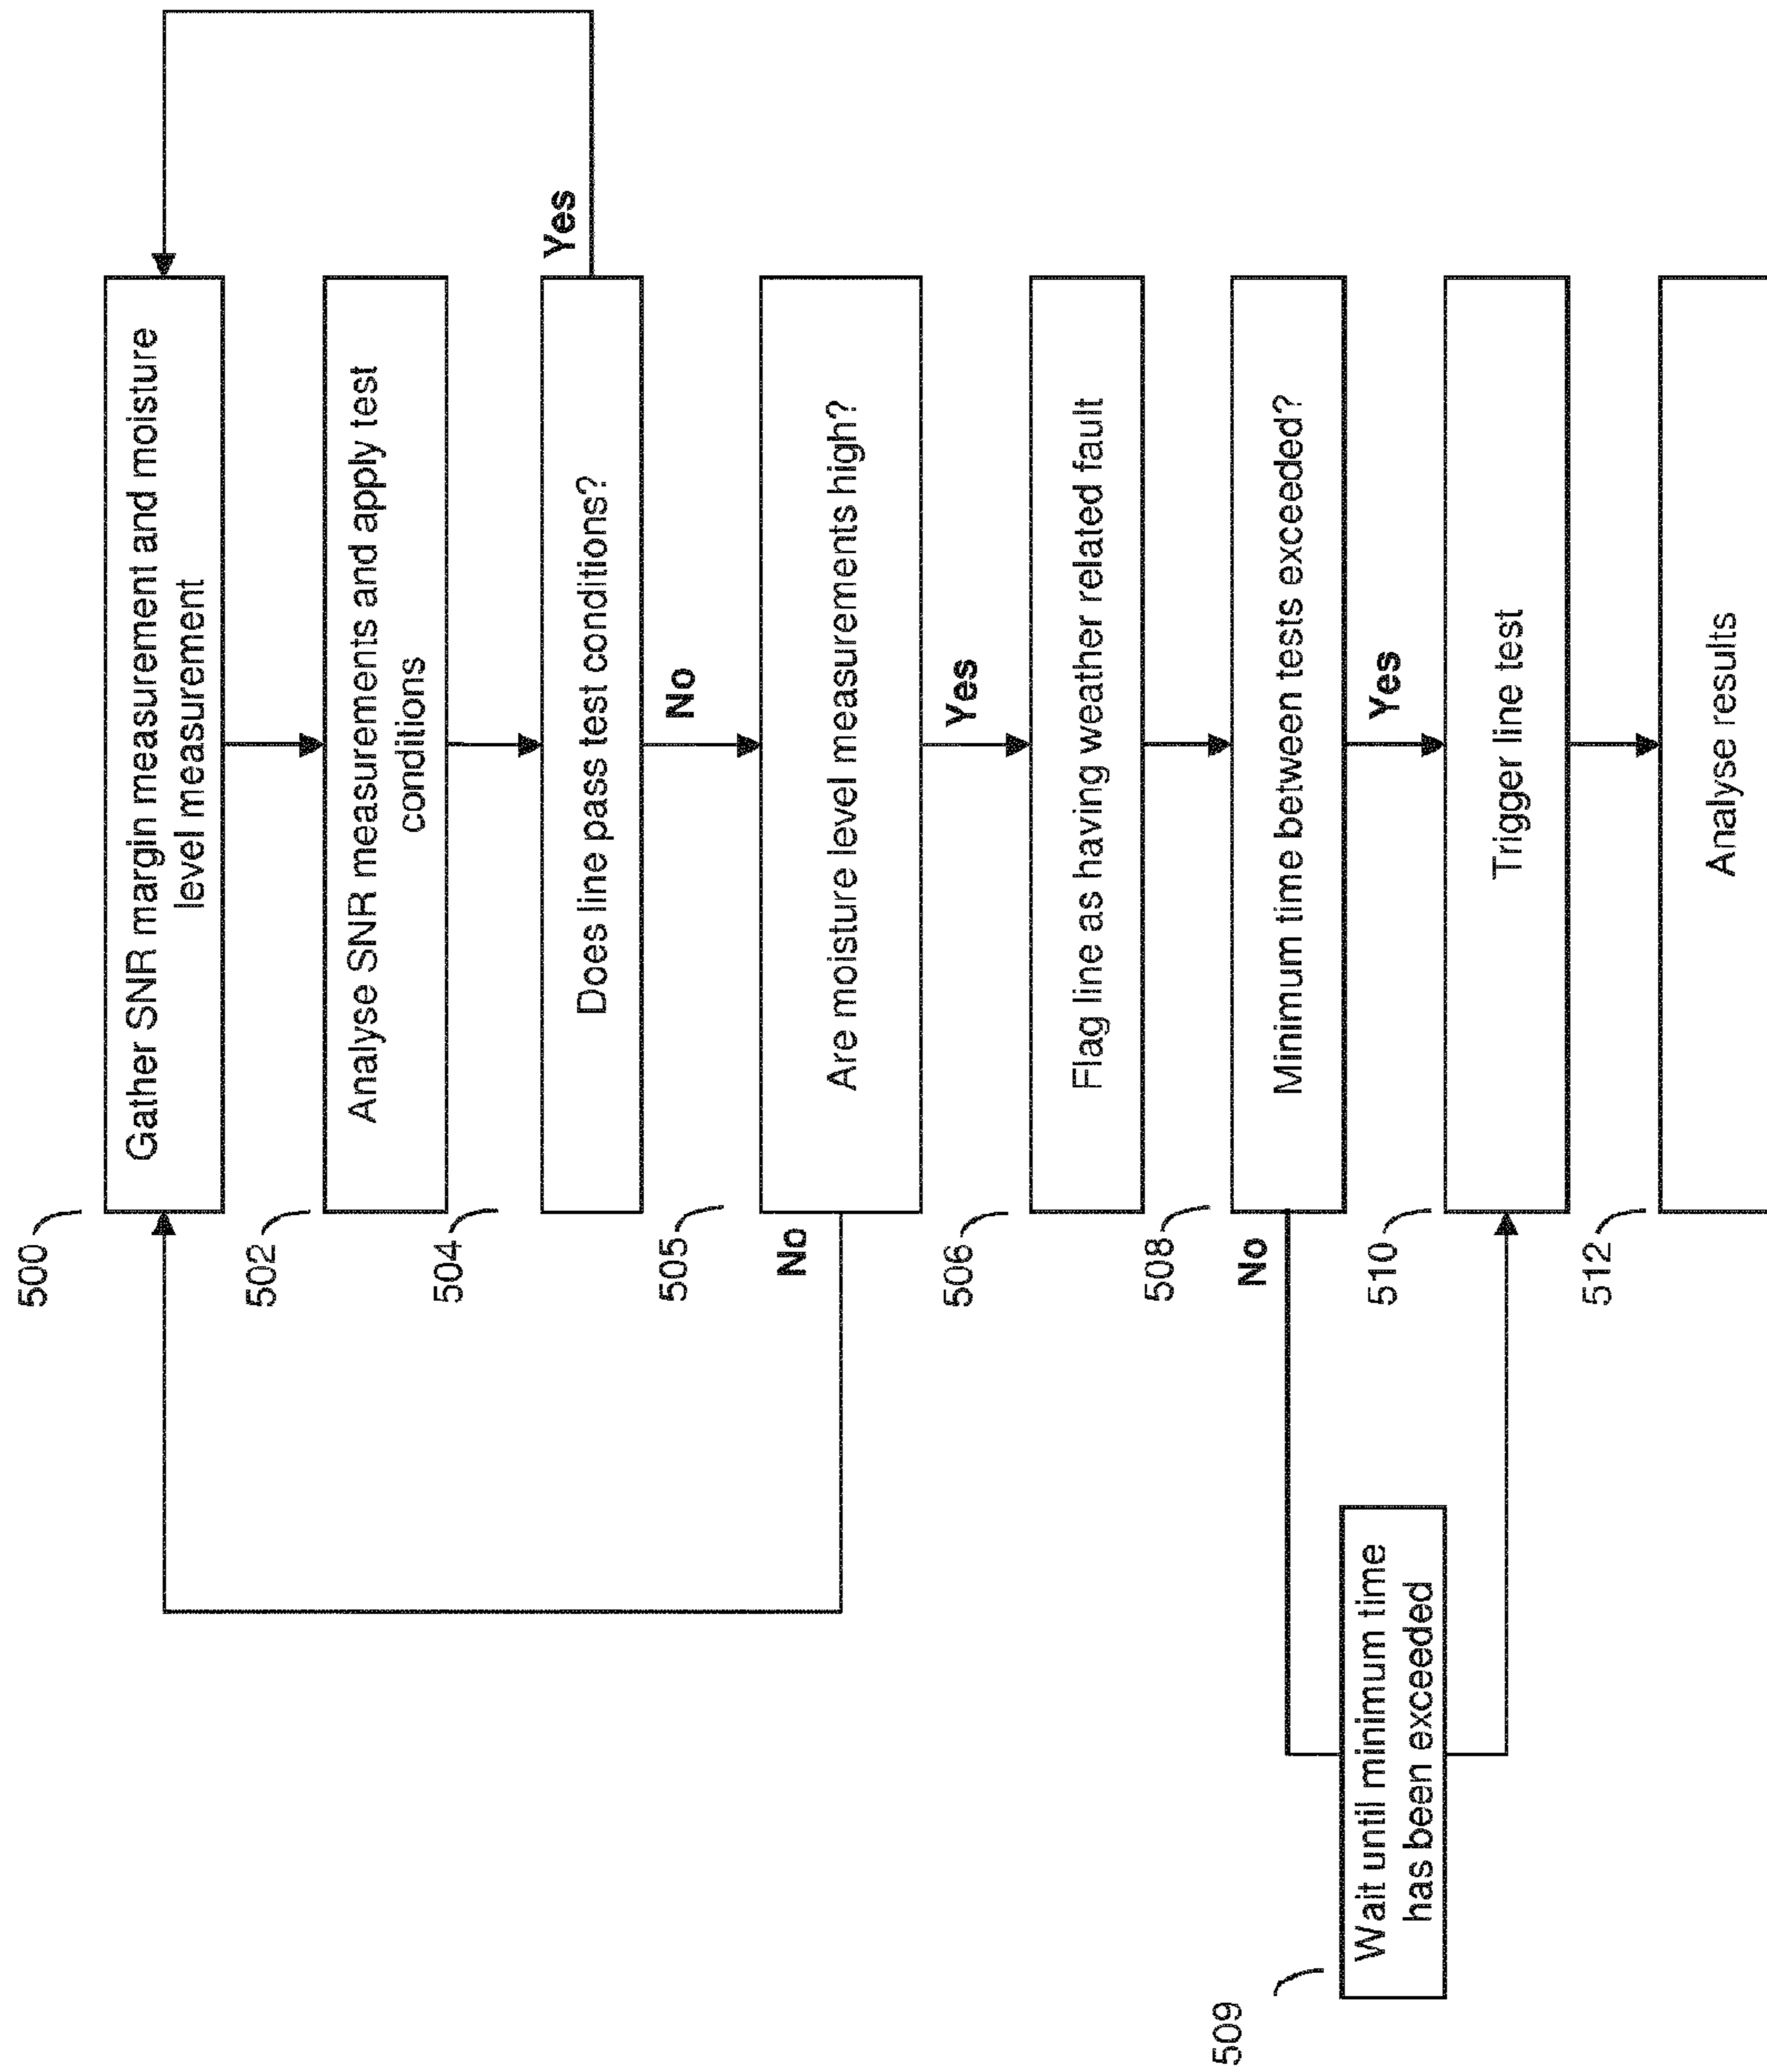 500
Gather SNR margin measurement and moisture
level measurement
502
Analyse SNR measurements and apply test
conditions
504
Does line pass test conditions?
Yes
No
505
Are moisture level measurements high?
No
Yes
506
Flag line as having weather related fault
508
Minimum time between tests exceeded?
No
Yes
509
Wait until minimum time
has been exceeded
510
Trigger line test
512
Analyse results